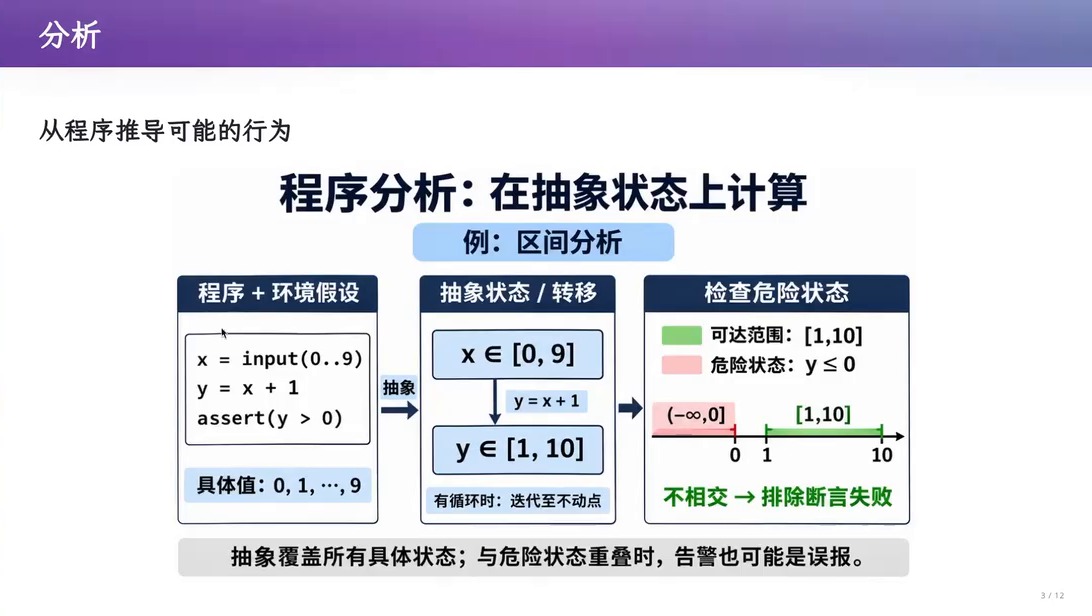 分析
从程序推导可能的行为
程序分析：在抽象状态上计算
例：区间分析
程序 + 环境假设
x = input(0..9)
y = x + 1
assert(y > 0)
具体值：0, 1, ⋯, 9
抽象
抽象状态 / 转移
x ∈ [0, 9]
y = x + 1
y ∈ [1, 10]
有循环时：迭代至不动点
检查危险状态
可达范围：[1,10]
危险状态：y ≤ 0
(−∞,0] [1,10]
0 1 10
不相交 → 排除断言失败
抽象覆盖所有具体状态；与危险状态重叠时，告警也可能是误报。
3 / 12